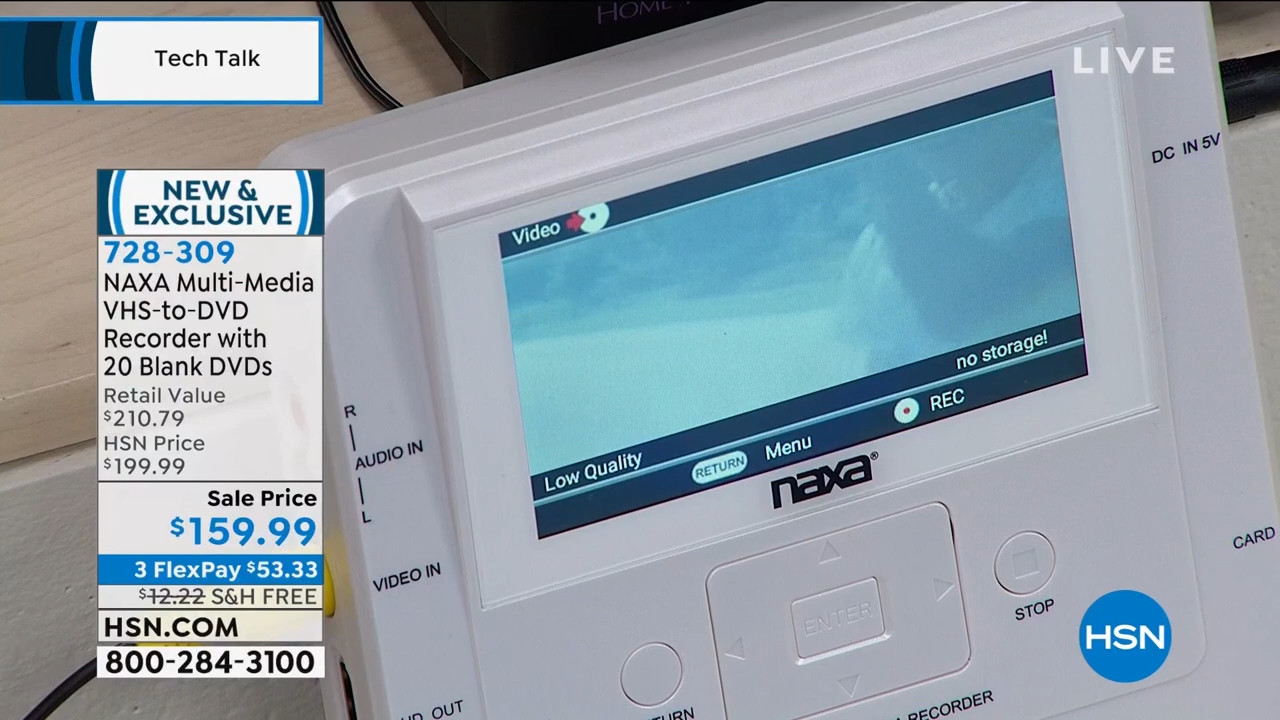 HOME
LIVE
Tech Talk
NEW &
EXCLUSIVE
728-309
NAXA Multi-Media
VHS-to-DVD
Recorder with
20 Blank DVDs
Retail Value
$210.79
HSN Price
$199.99
Sale Price
$159.99
3 FlexPay $53.33
$12.22 S&H FREE
HSN.COM
800-284-3100
DC IN 5V
Video
no storage!
Low Quality
RETURN Menu
REC
naxa®
R
AUDIO IN
L
VIDEO IN
ENTER
STOP
CARD
OUT
RECORDER
HSN